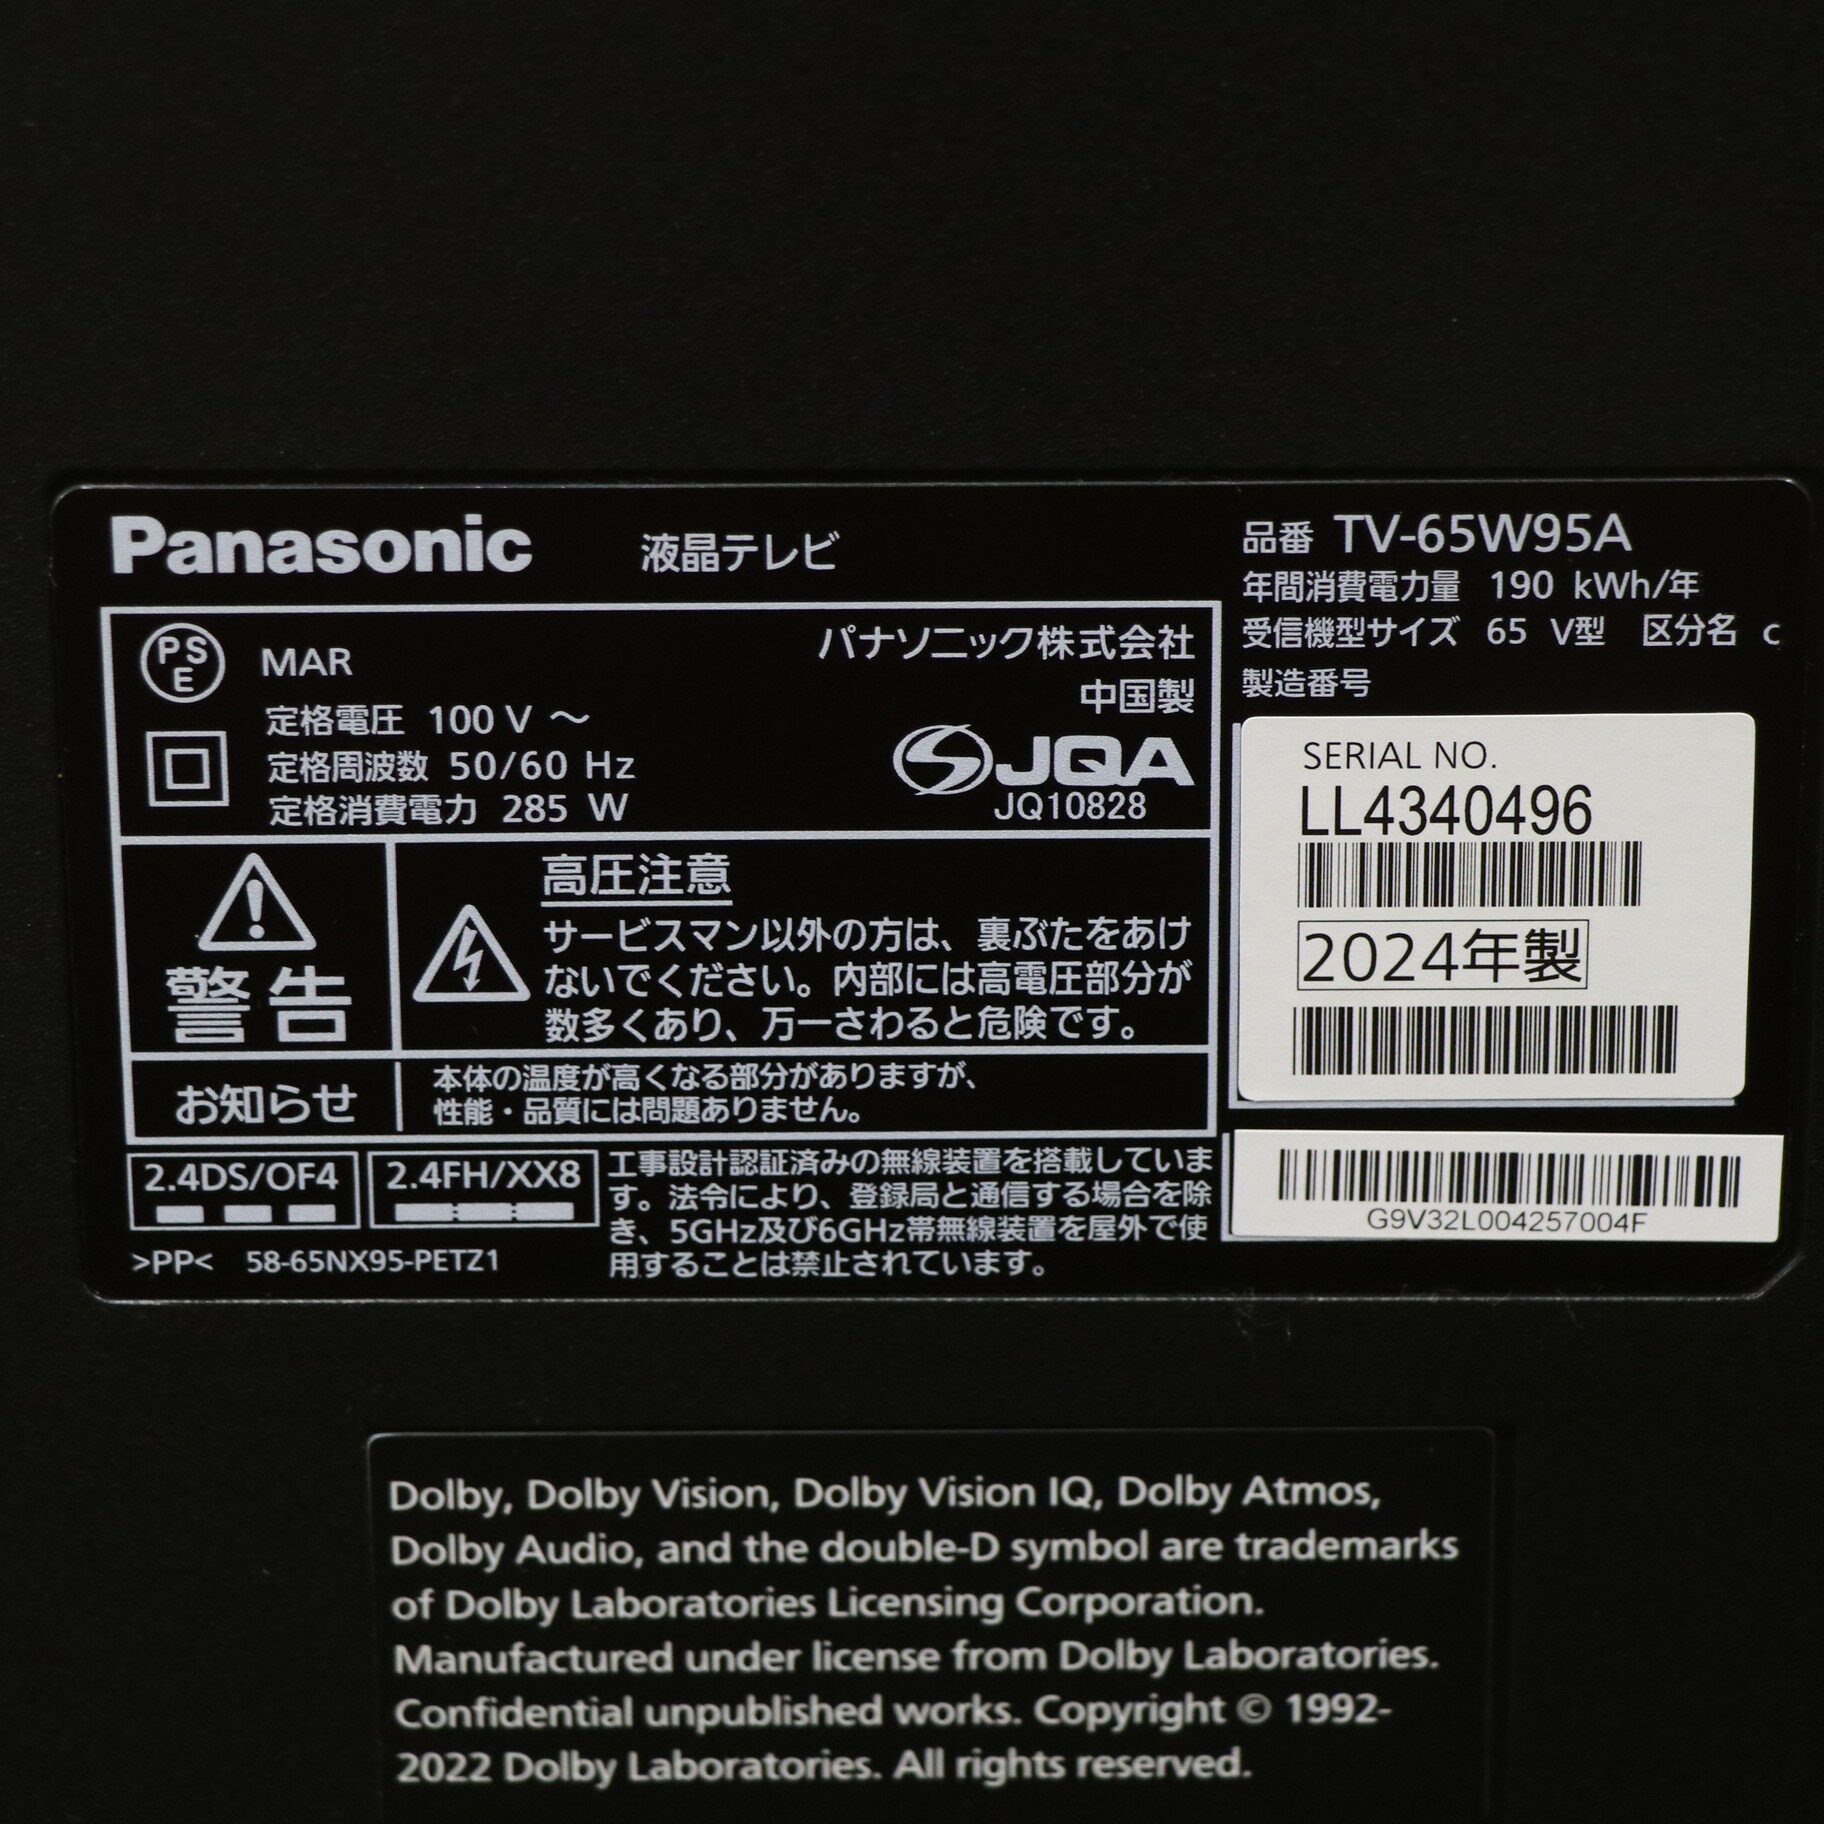 Panasonic 液晶テレビ
品番 TV-65W95A
年間消費電力量 190 kWh/年
受信機型サイズ 65 V型 区分名 c
製造番号
SERIAL NO.
LL4340496
2024年製
G9V32L004257004F
PS
E
MAR
パナソニック株式会社
中国製
定格電圧 100 V ～
定格周波数 50/60 Hz
定格消費電力 285 W
JQA
JQ10828
警告
高圧注意
サービスマン以外の方は、裏ぶたをあけ
ないでください。内部には高電圧部分が
数多くあり、万一さわると危険です。
お知らせ
本体の温度が高くなる部分がありますが、
性能・品質には問題ありません。
2.4DS/OF4
2.4FH/XX8
工事設計認証済みの無線装置を搭載していま
す。法令により、登録局と通信する場合を除
き、5GHz及び6GHz帯無線装置を屋外で使
用することは禁止されています。
>PP< 58-65NX95-PETZ1
Dolby, Dolby Vision, Dolby Vision IQ, Dolby Atmos,
Dolby Audio, and the double-D symbol are trademarks
of Dolby Laboratories Licensing Corporation.
Manufactured under license from Dolby Laboratories.
Confidential unpublished works. Copyright © 1992-
2022 Dolby Laboratories. All rights reserved.